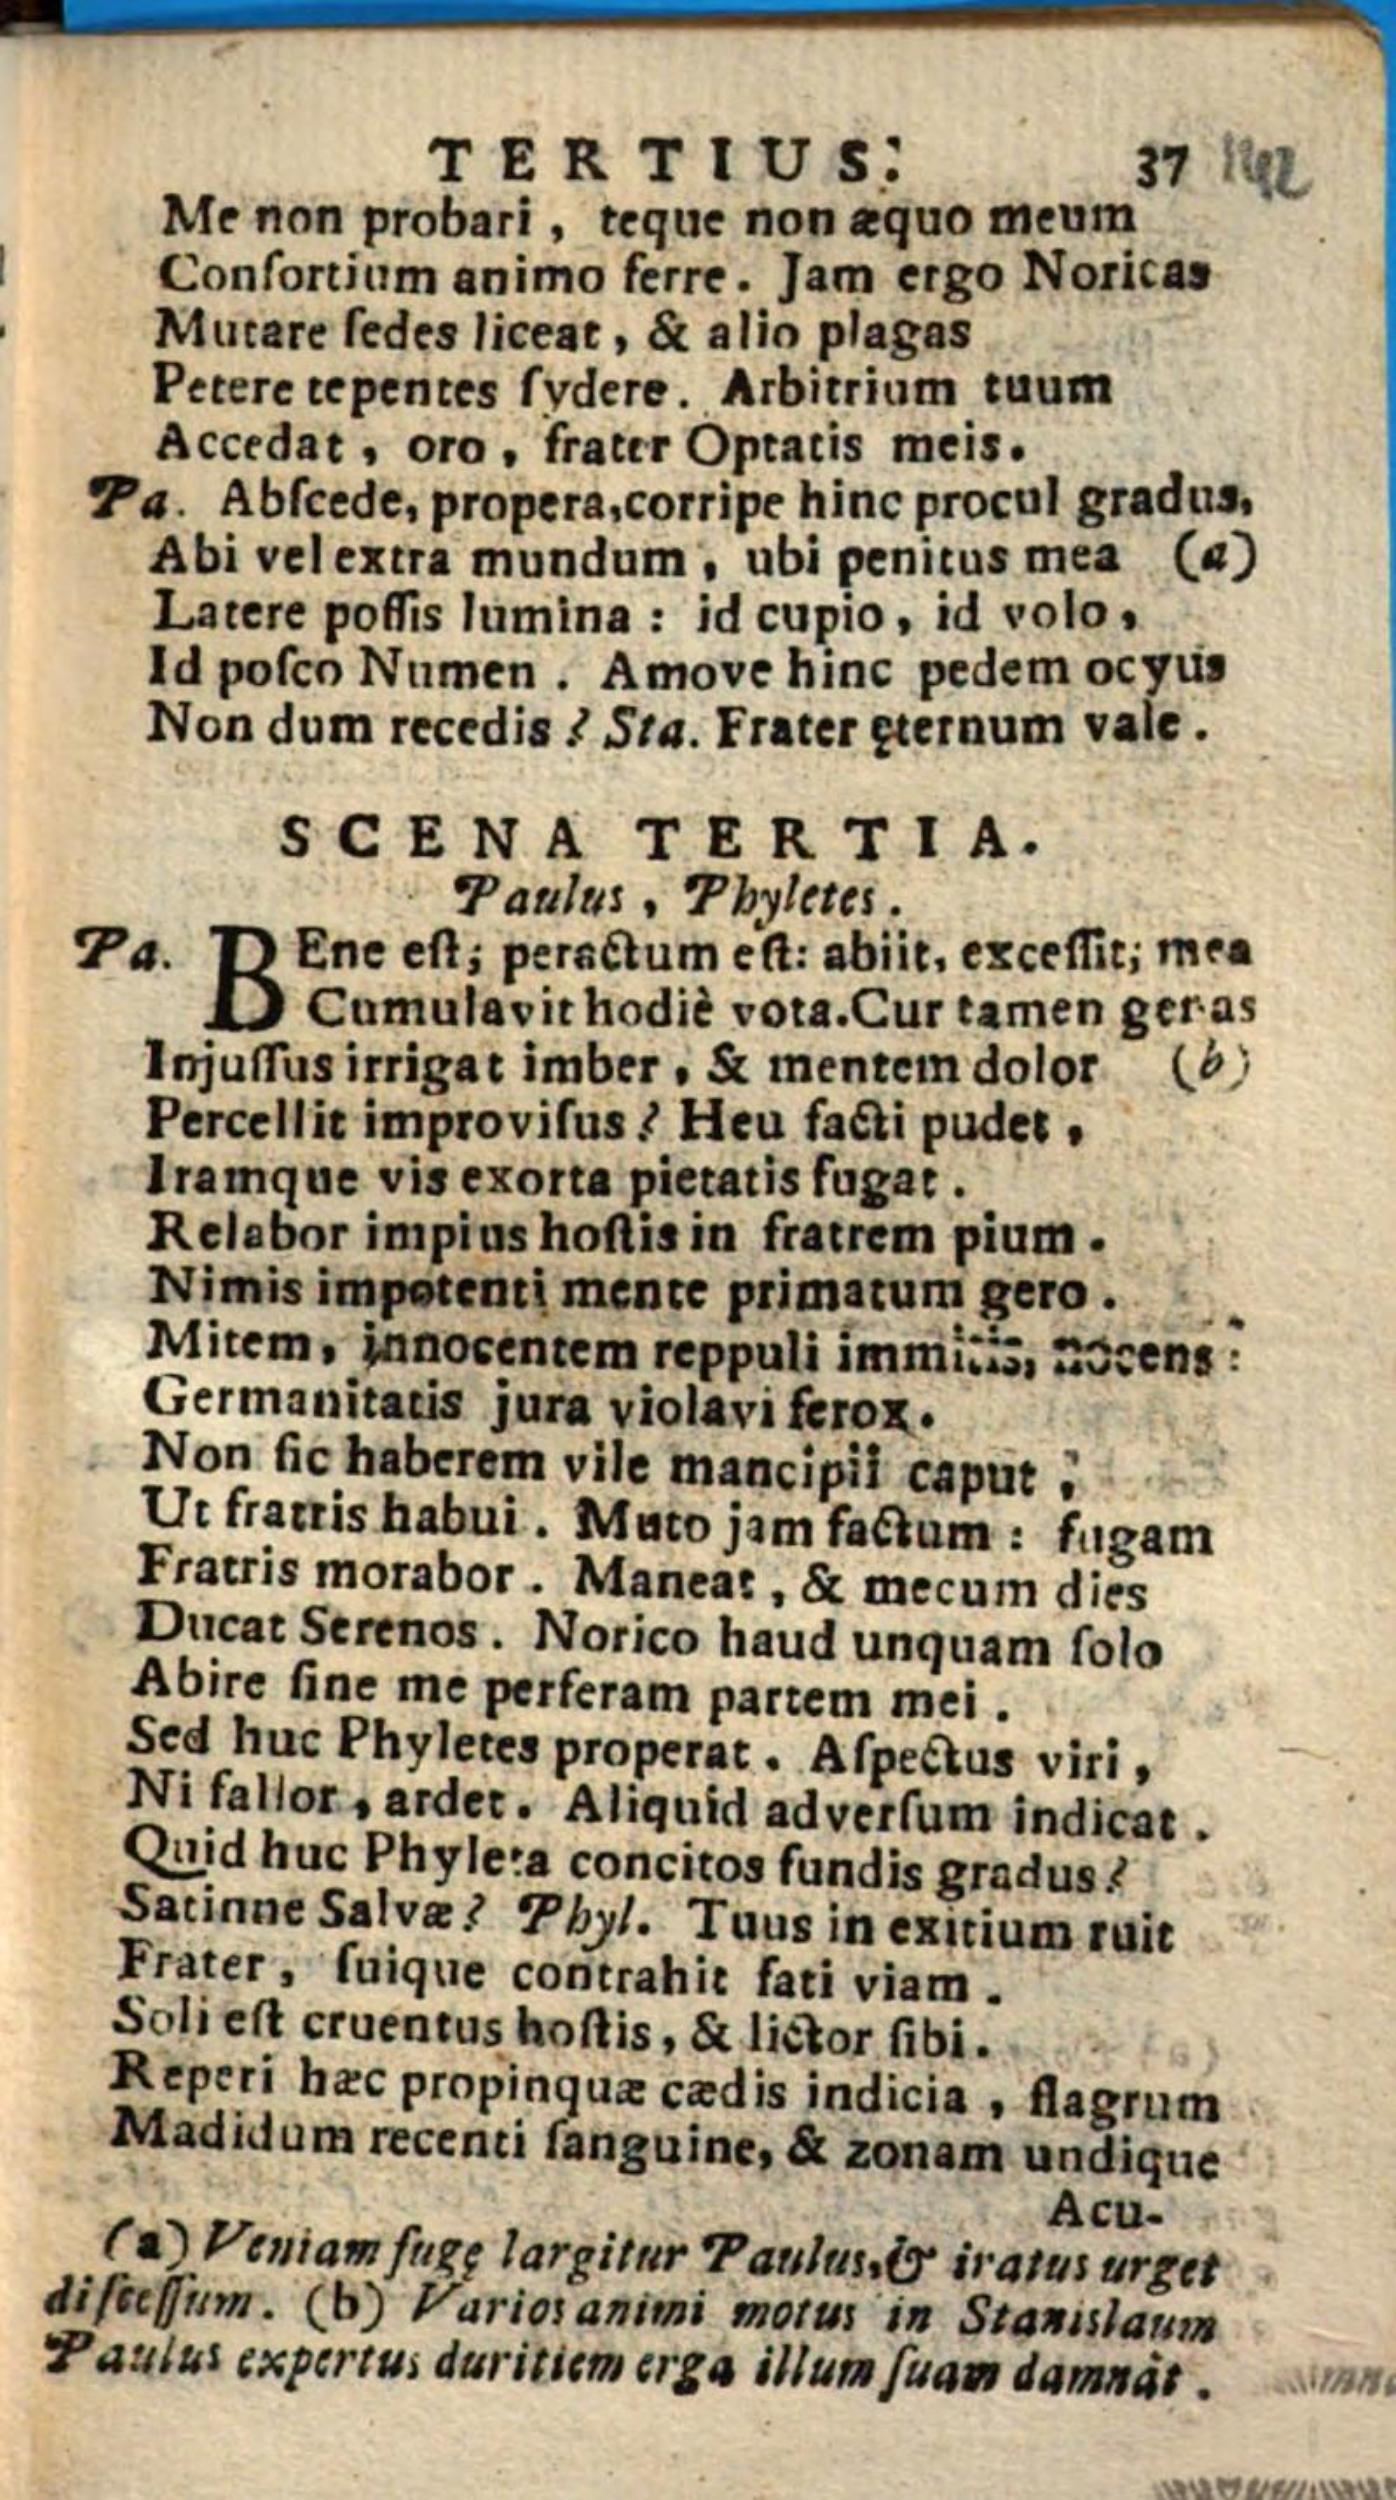 TERTIUS. 37 142
Me non probari, teque non æquo meum
Conſortium animo ferre. Jam ergo Noricas
Mutare ſedes liceat, & alio plagas
Petere tepentes ſydere. Arbitrium tuum
Accedat, oro, frater Optatis meis.
Pa. Abſcede, propera, corripe hinc procul gradus,
Abi vel extra mundum, ubi penitus mea (a)
Latere poſſis lumina: id cupio, id volo,
Id poſco Numen. Amove hinc pedem ocyus
Non dum recedis? Sta. Frater ęternum vale.
SCENA TERTIA.
Paulus, Phyletes.
Pa. BEne eſt; peractum eſt: abiit, exceſſit; mea
Cumulavit hodiè vota. Cur tamen genas
Injuſſus irrigat imber, & mentem dolor (b)
Percellit improviſus? Heu facti pudet,
Iramque vis exorta pietatis fugat.
Relabor impius hoſtis in fratrem pium.
Nimis impotenti mente primatum gero.
Mitem, innocentem reppuli immitis, nocens:
Germanitatis jura violavi ferox.
Non ſic haberem vile mancipii caput;
Ut fratris habui. Muto jam factum: fugam
Fratris morabor. Maneat, & mecum dies
Ducat Serenos. Norico haud unquam ſolo
Abire ſine me perferam partem mei.
Sed huc Phyletes properat. Aſpectus viri,
Ni fallor, ardet. Aliquid adverſum indicat.
Quid huc Phyleta concitos fundis gradus?
Satinne Salvæ? Phyl. Tuus in exitium ruit
Frater, ſuique contrahit fati viam.
Soli eſt cruentus hoſtis, & lictor ſibi.
Reperi hæc propinquæ cædis indicia, flagrum
Madidum recenti ſanguine, & zonam undique
Acu-
(a) Veniam fugę largitur Paulus, & iratus urget
diſceſſum. (b) Varios animi motus in Stanislaum
Paulus expertus duritiem erga illum ſuam damnàt.